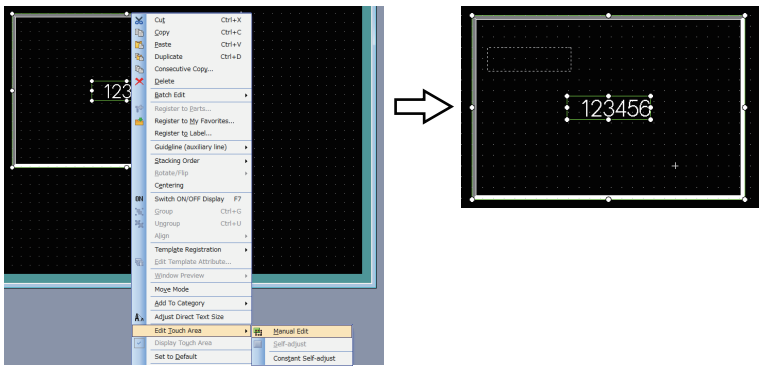 Cut Ctrl+X
Copy Ctrl+C
Paste Ctrl+V
Duplicate Ctrl+D
Consecutive Copy...
Delete
Batch Edit
Register to Parts...
Register to My Favorites...
Register to Label...
Guideline (auxiliary line)
Stacking Order
Rotate/Flip
Centering
ON Switch ON/OFF Display F7
Group Ctrl+G
Ungroup Ctrl+U
Align
Template Registration
Edit Template Attribute...
Window Preview
Move Mode
Add To Category
Adjust Direct Text Size
Edit Touch Area
Display Touch Area
Set to Default
Manual Edit
Self-adjust
Constant Self-adjust
123
123456